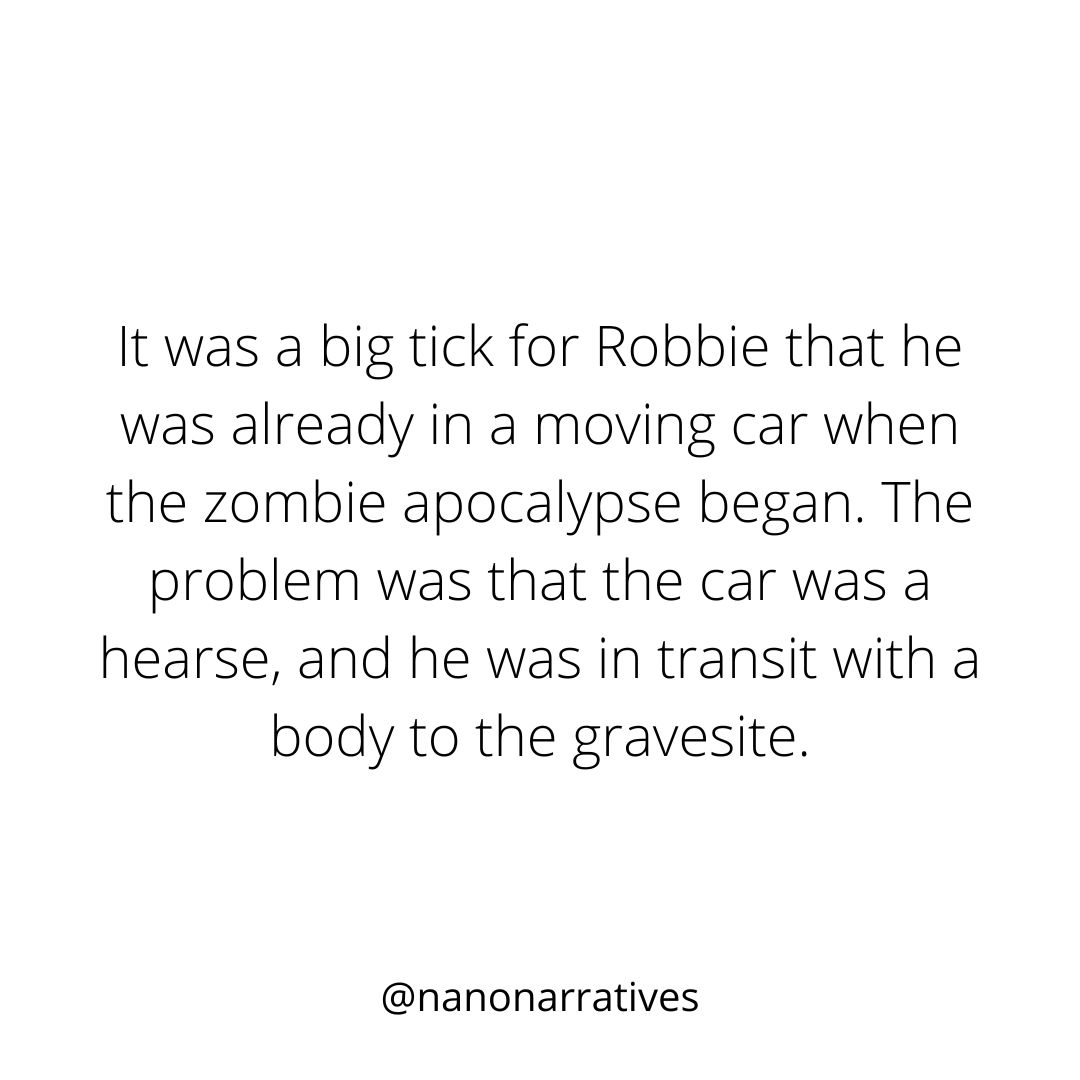 It was a big tick for Robbie that he
was already in a moving car when
the zombie apocalypse began. The
problem was that the car was a
hearse, and he was in transit with a
body to the gravesite.
@nanonarratives